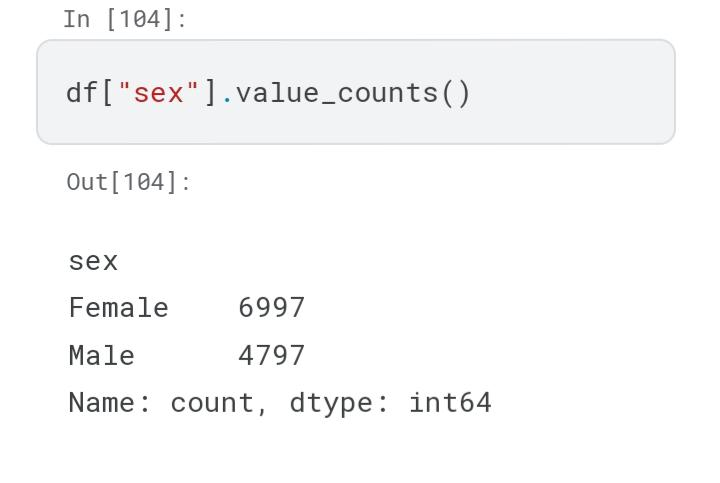 In [104]:
df["sex"].value_counts()
Out[104]:
sex
Female    6997
Male      4797
Name: count, dtype: int64